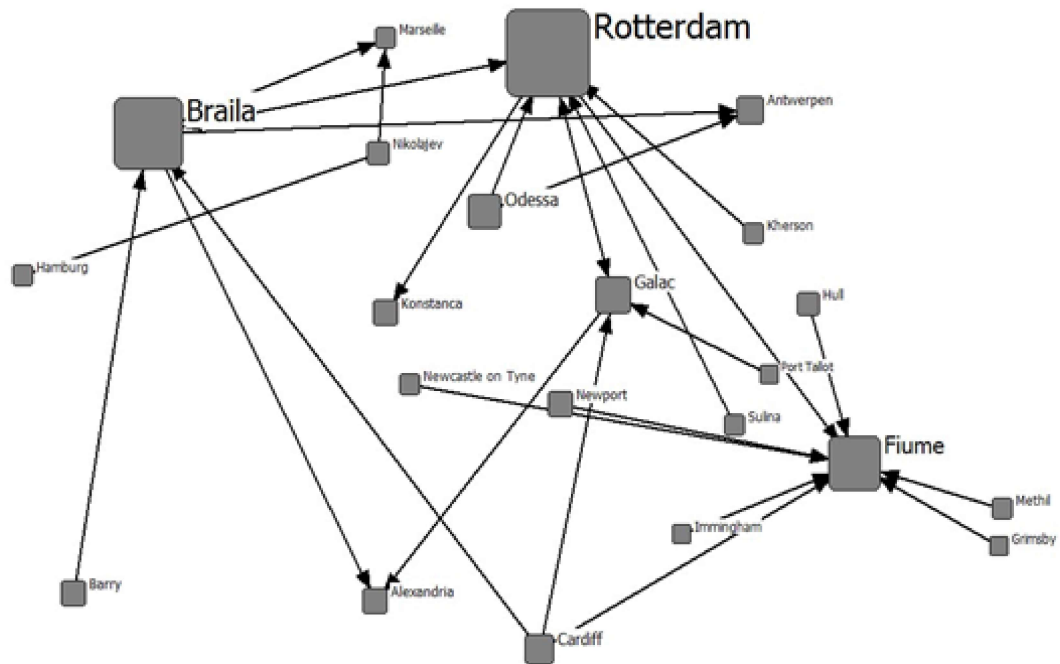 Marseille
Rotterdam
Braila
Antwerpen
Nikolajev
Odessa
Kherson
Hamburg
Galac
Hull
Konstanca
Port Tallot
Newcastle on Tyne
Newport
Sulina
Fiume
Methil
Immingham
Grimsby
Barry
Alexandria
Cardiff